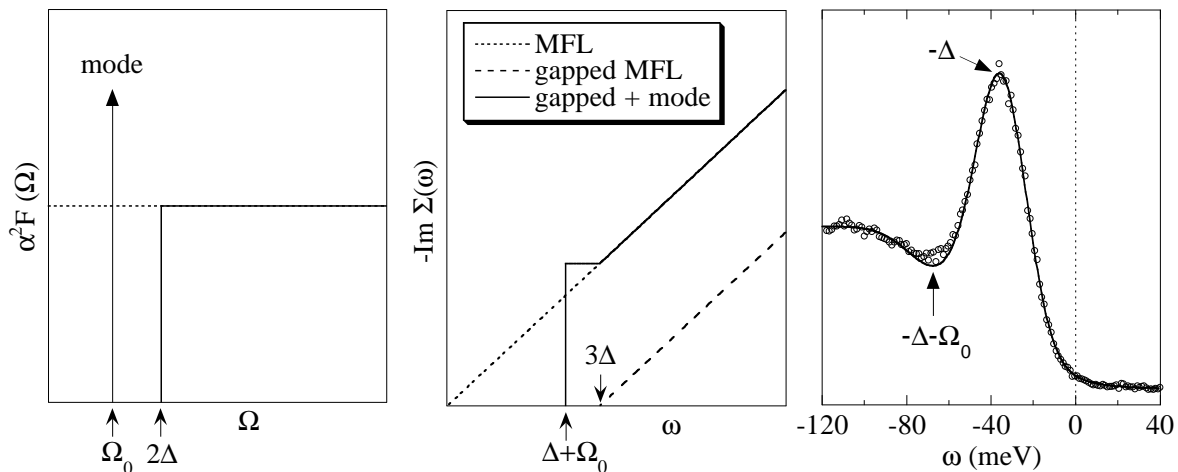 mode
α²F (Ω)
Ω
Ω₀
2Δ
MFL
gapped MFL
gapped + mode
-Im Σ(ω)
3Δ
ω
Δ+Ω₀
-Δ
-Δ-Ω₀
-120
-80
-40
0
40
ω (meV)